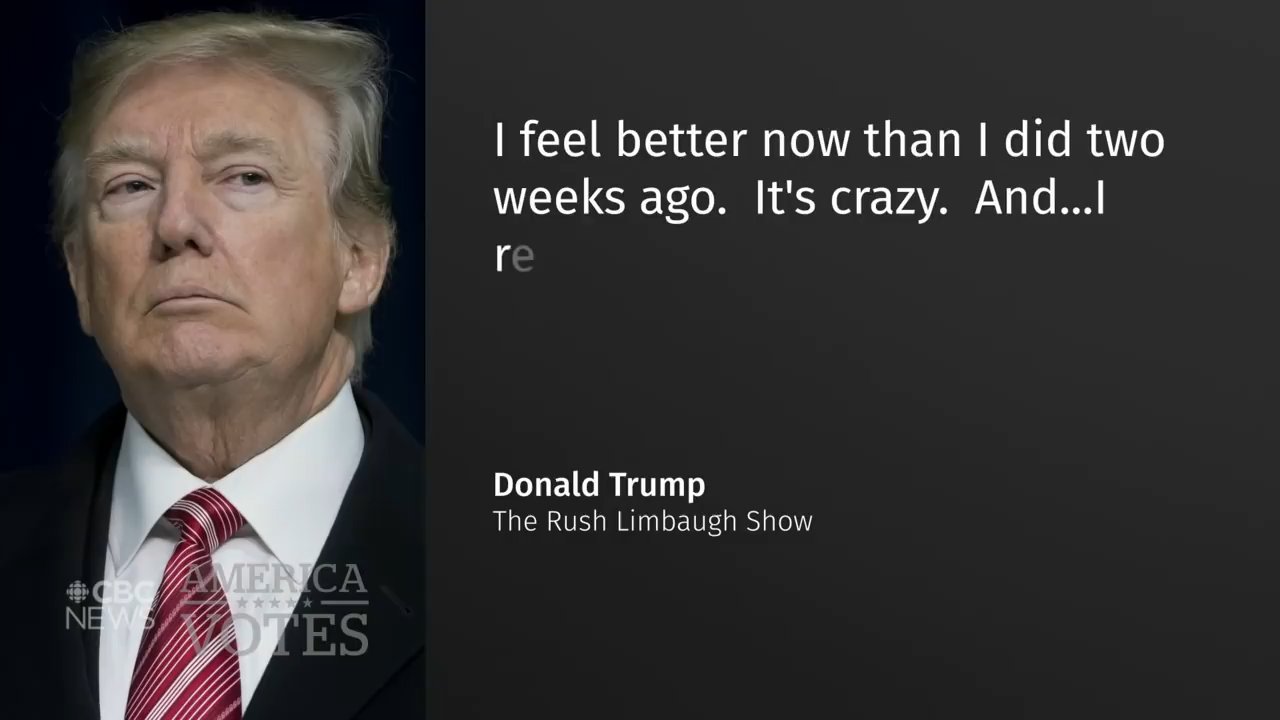 I feel better now than I did two
weeks ago.  It's crazy.  And...I
re
Donald Trump
The Rush Limbaugh Show
CBC
NEWS
AMERICA
VOTES